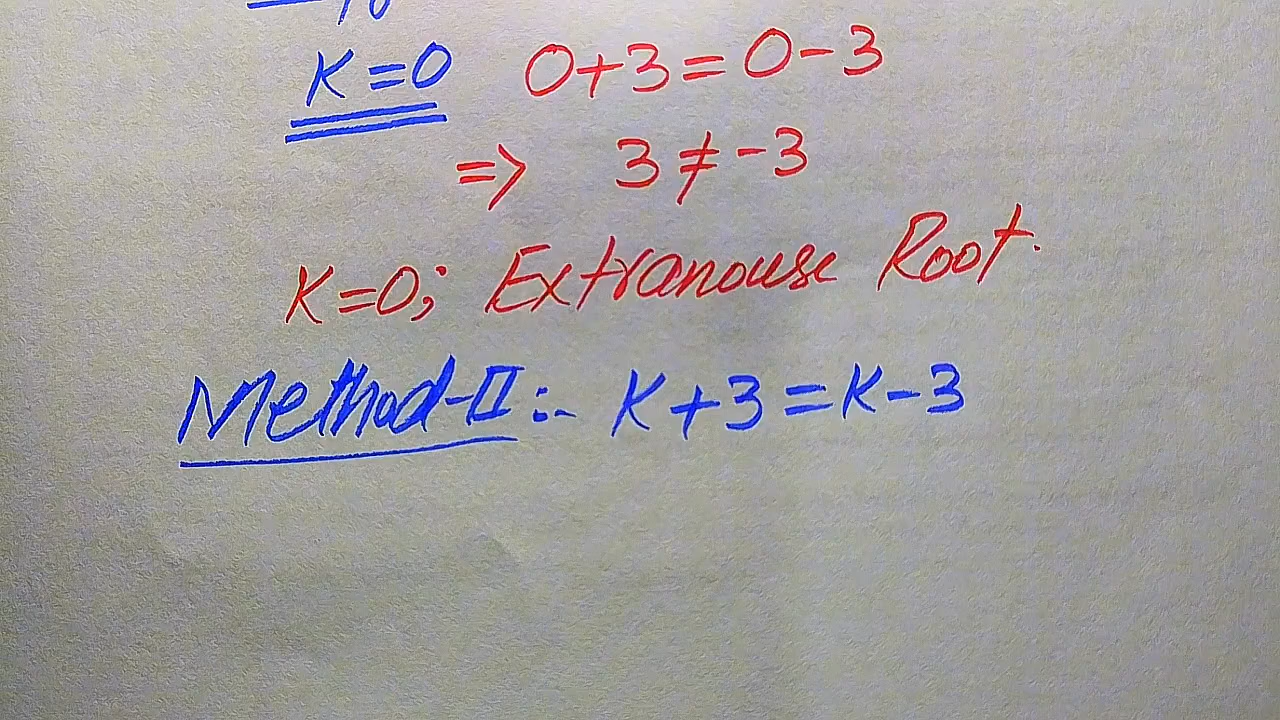 K=0 0+3=0-3
=> 3≠-3
K=0; Extranouse Root.
Method-II :- K+3=K-3